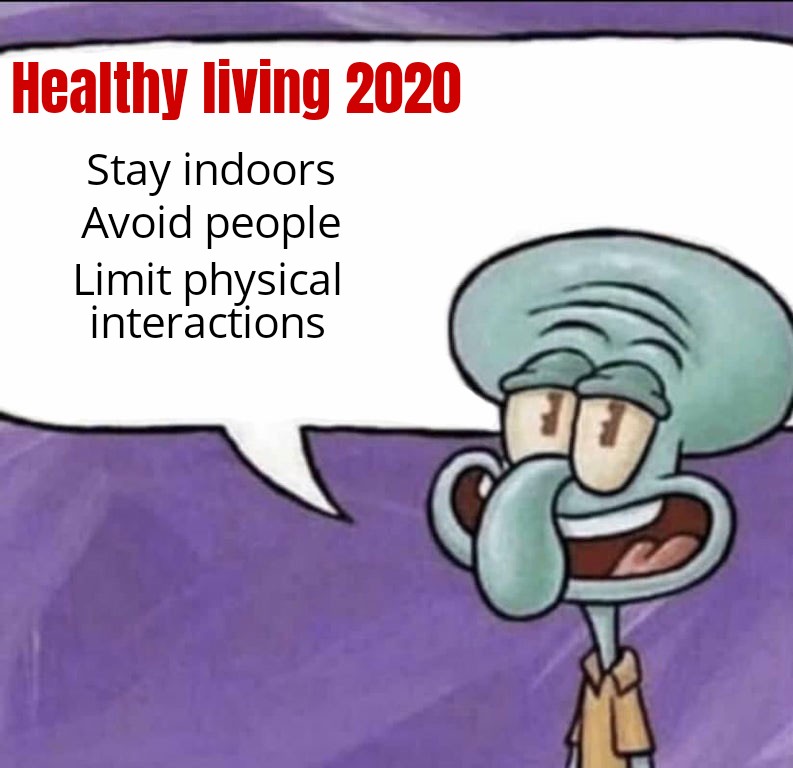 Healthy living 2020
Stay indoors
Avoid people
Limit physical
interactions